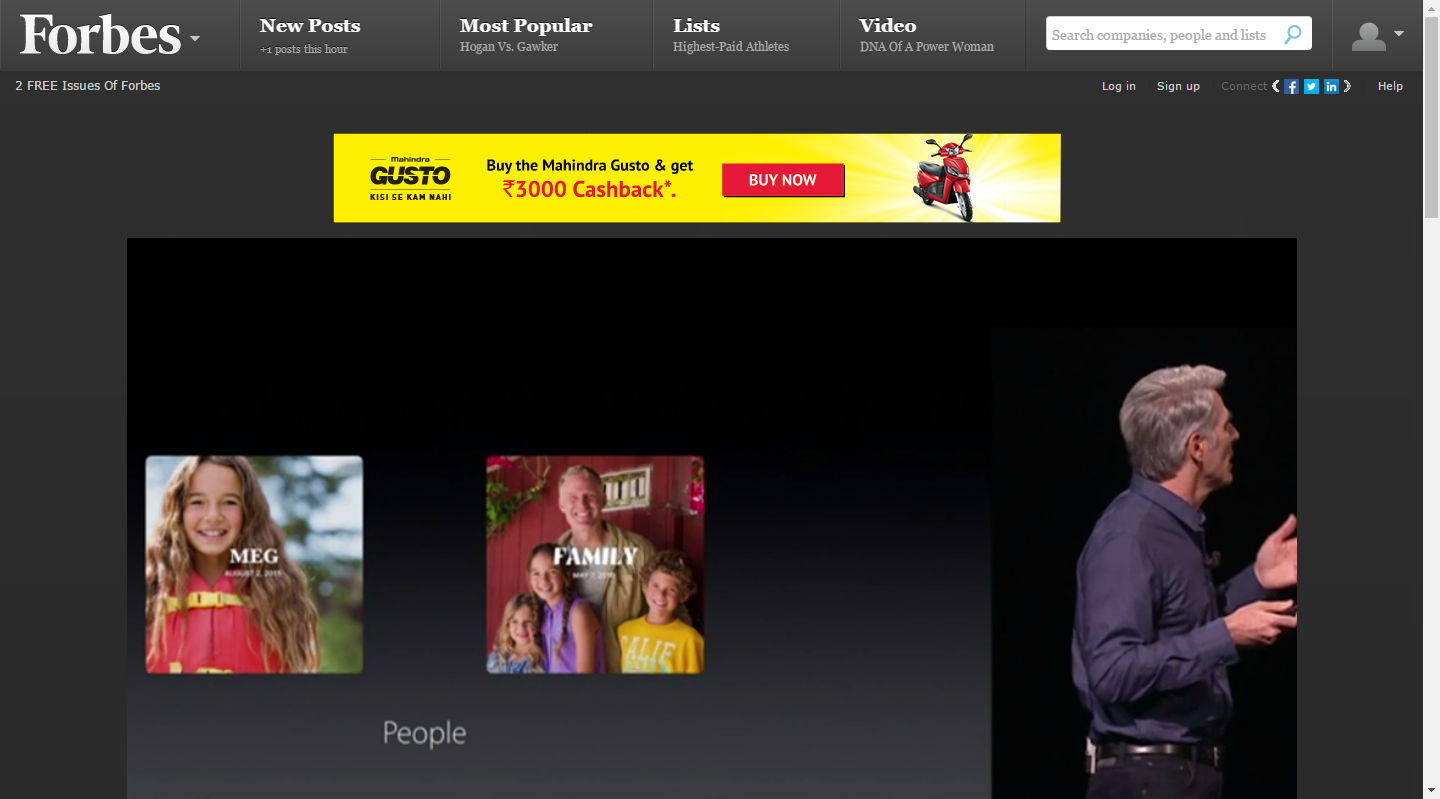 Forbes
New Posts
+1 posts this hour
Most Popular
Hogan Vs. Gawker
Lists
Highest-Paid Athletes
Video
DNA Of A Power Woman
Search companies, people and lists
2 FREE Issues Of Forbes
Log in
Sign up
Connect
Help
Mahindra
GUSTO
KISI SE KAM NAHI
Buy the Mahindra Gusto & get
₹3000 Cashback*.
BUY NOW
MEG
AUGUST 2, 2015
FAMILY
CALIF
People